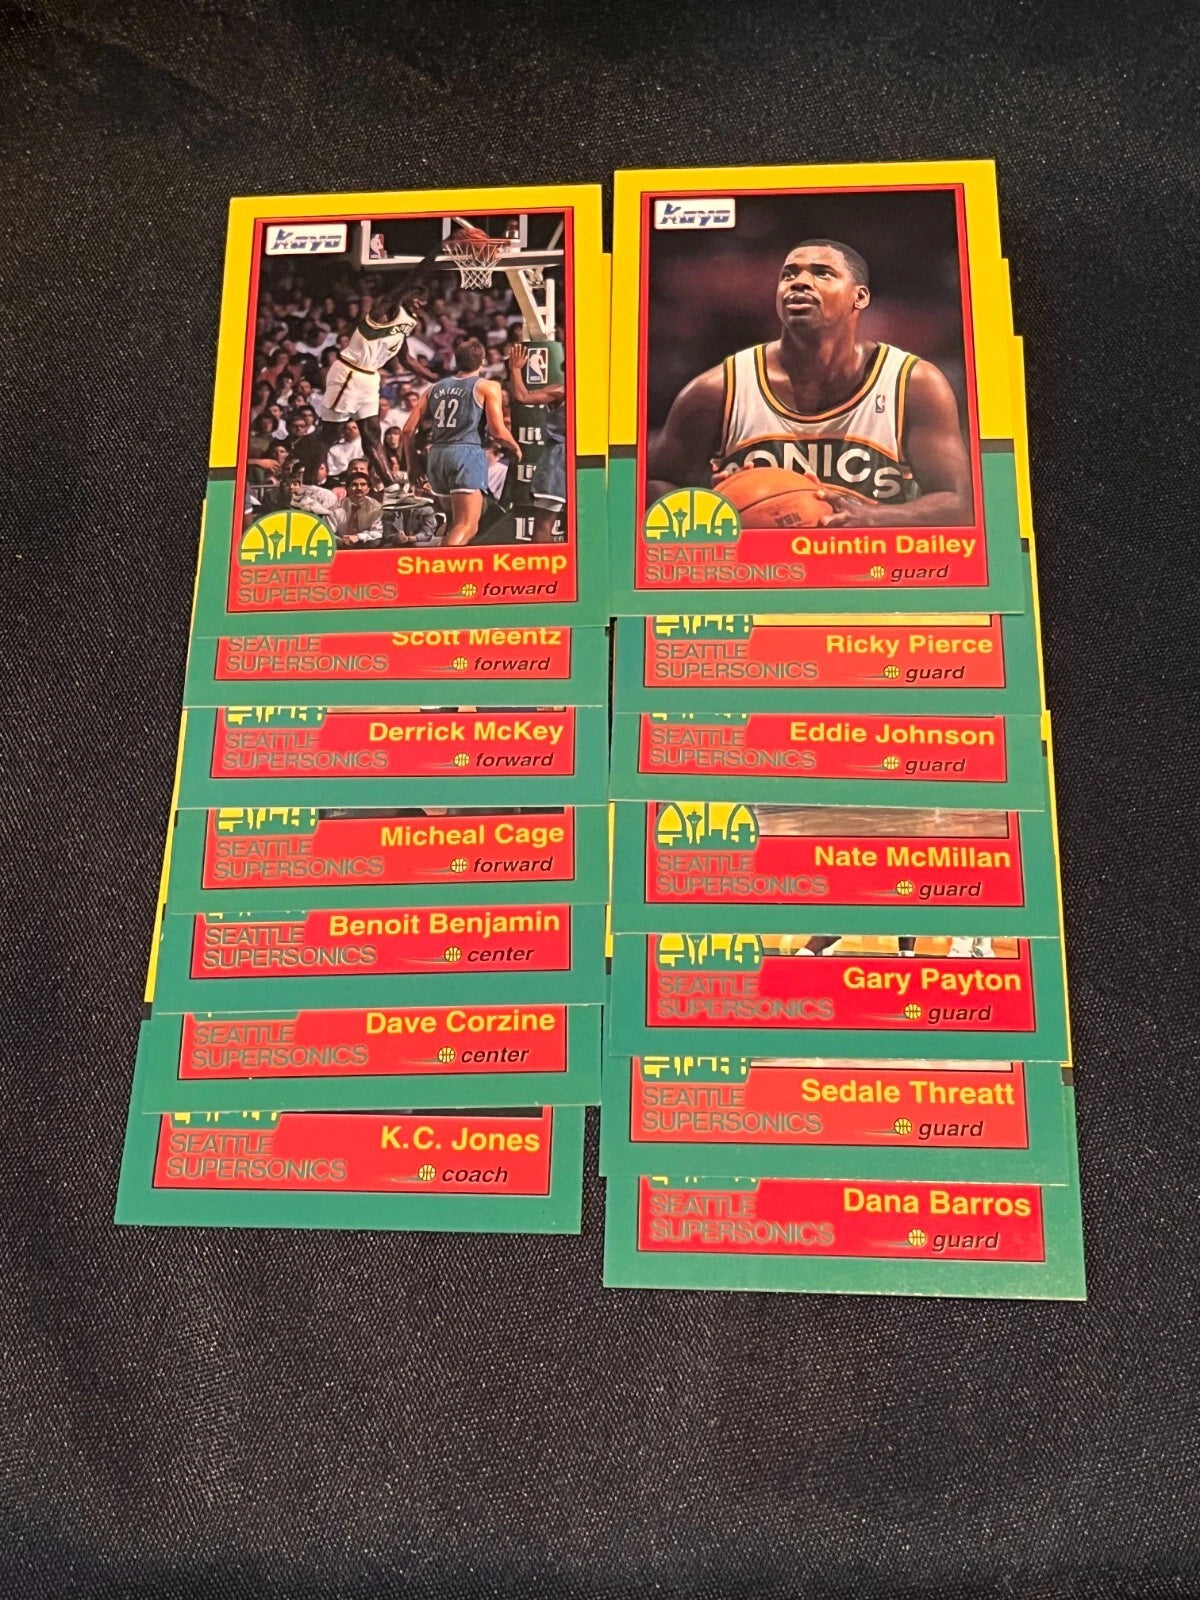 Kayo
42
SEATTLE
SUPERSONICS
Shawn Kemp
forward
SEATTLE
SUPERSONICS
Scott Meentz
forward
SEATTLE
SUPERSONICS
Derrick McKey
forward
SEATTLE
SUPERSONICS
Micheal Cage
forward
SEATTLE
SUPERSONICS
Benoit Benjamin
center
SEATTLE
SUPERSONICS
Dave Corzine
center
SEATTLE
SUPERSONICS
K.C. Jones
coach
Kayo
ONICS
SEATTLE
SUPERSONICS
Quintin Dailey
guard
SEATTLE
SUPERSONICS
Ricky Pierce
guard
SEATTLE
SUPERSONICS
Eddie Johnson
guard
SEATTLE
SUPERSONICS
Nate McMillan
guard
SEATTLE
SUPERSONICS
Gary Payton
guard
SEATTLE
SUPERSONICS
Sedale Threatt
guard
SEATTLE
SUPERSONICS
Dana Barros
guard